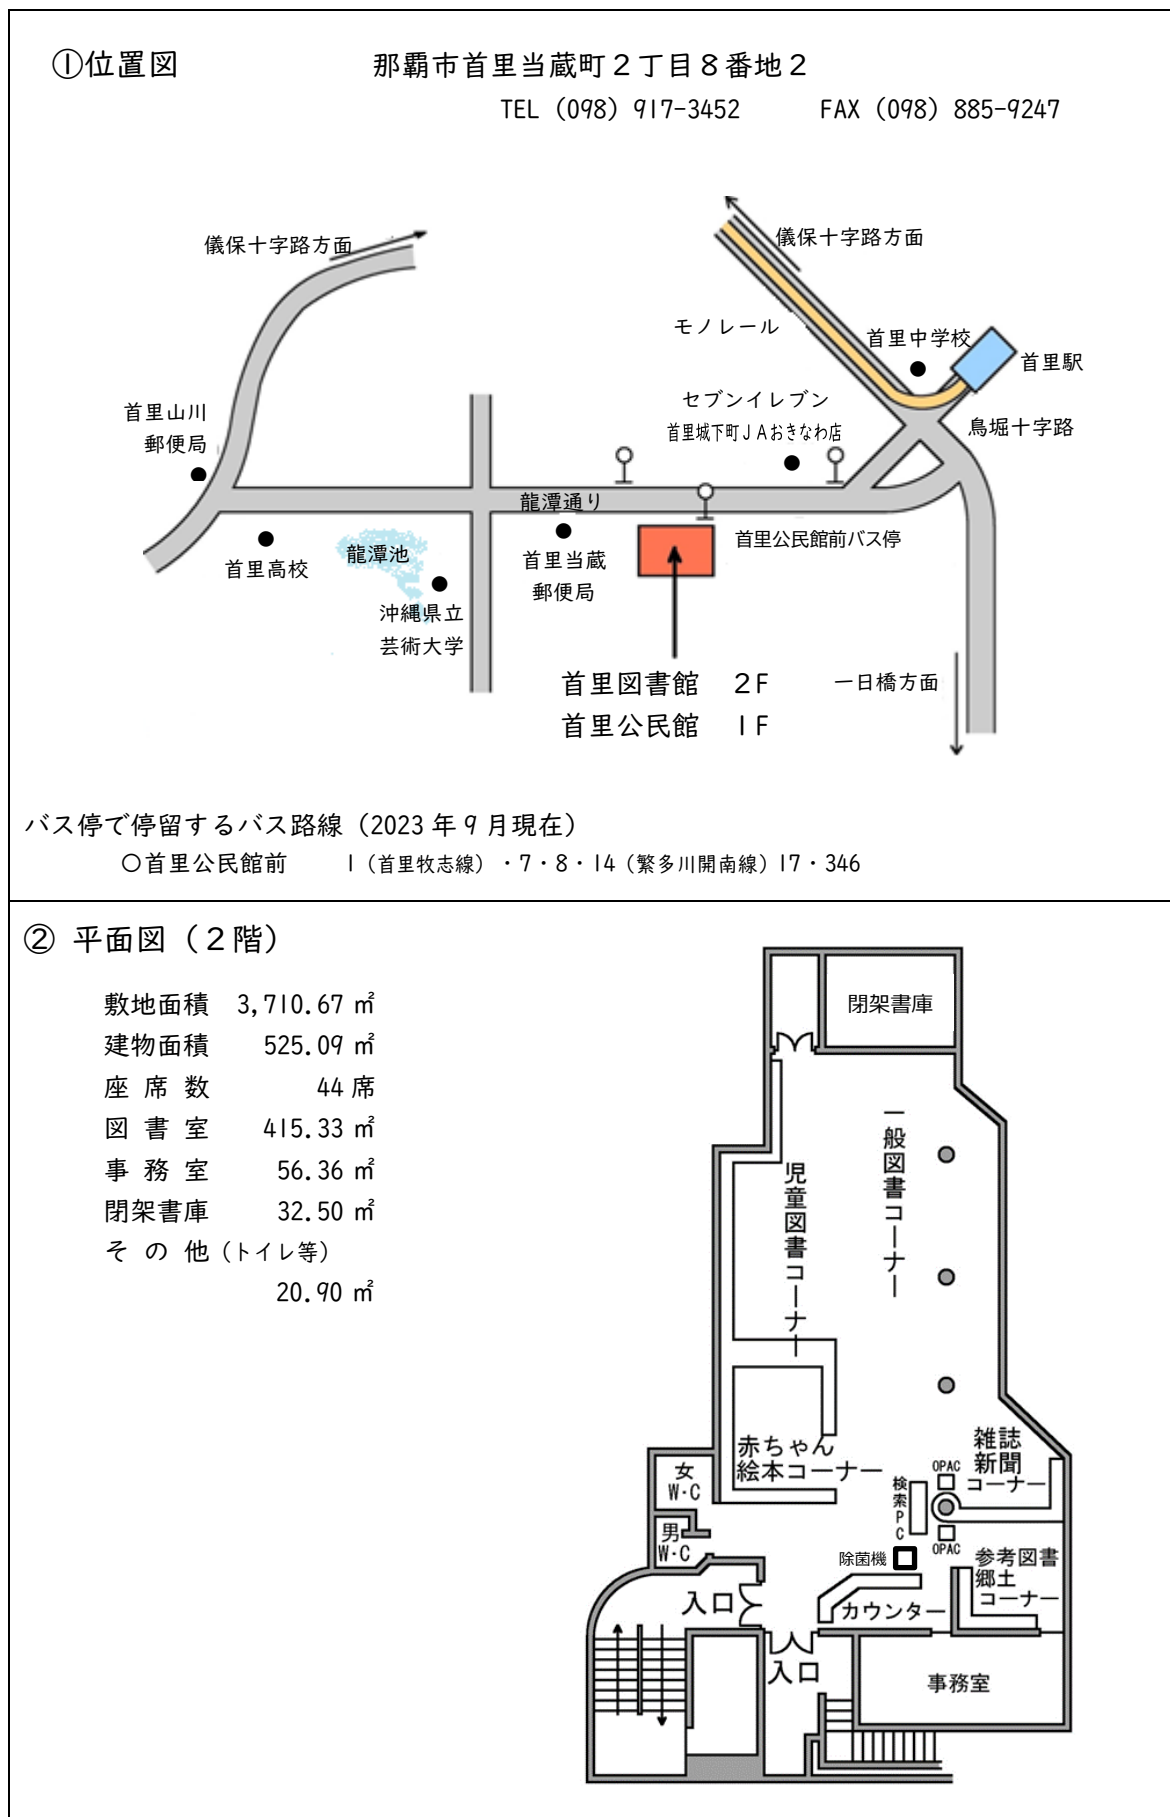 ①位置図　那覇市首里当蔵町２丁目８番地２
TEL（098）917-3452　FAX（098）885-9247
儀保十字路方面
儀保十字路方面
モノレール
首里中学校
首里駅
セブンイレブン
首里城下町ＪＡおきなわ店
鳥堀十字路
首里山川
郵便局
龍潭通り
首里高校
龍潭池
首里当蔵
郵便局
首里公民館前バス停
沖縄県立
芸術大学
首里図書館　２F
首里公民館　１F
一日橋方面
バス停で停留するバス路線（2023年９月現在）
○首里公民館前　1（首里牧志線）・7・8・14（繁多川開南線）17・346
② 平面図（２階）
敷地面積　3,710.67 ㎡
建物面積　525.09 ㎡
座 席 数　44 席
図 書 室　415.33 ㎡
事 務 室　56.36 ㎡
閉架書庫　32.50 ㎡
そ の 他（トイレ等）
20.90 ㎡
閉架書庫
一般図書コーナー
児童図書コーナー
赤ちゃん
絵本コーナー
雑誌
新聞
コーナー
OPAC
検索PC
OPAC
女
W・C
男
W・C
除菌機
参考図書
郷土
コーナー
カウンター
入口
入口
事務室